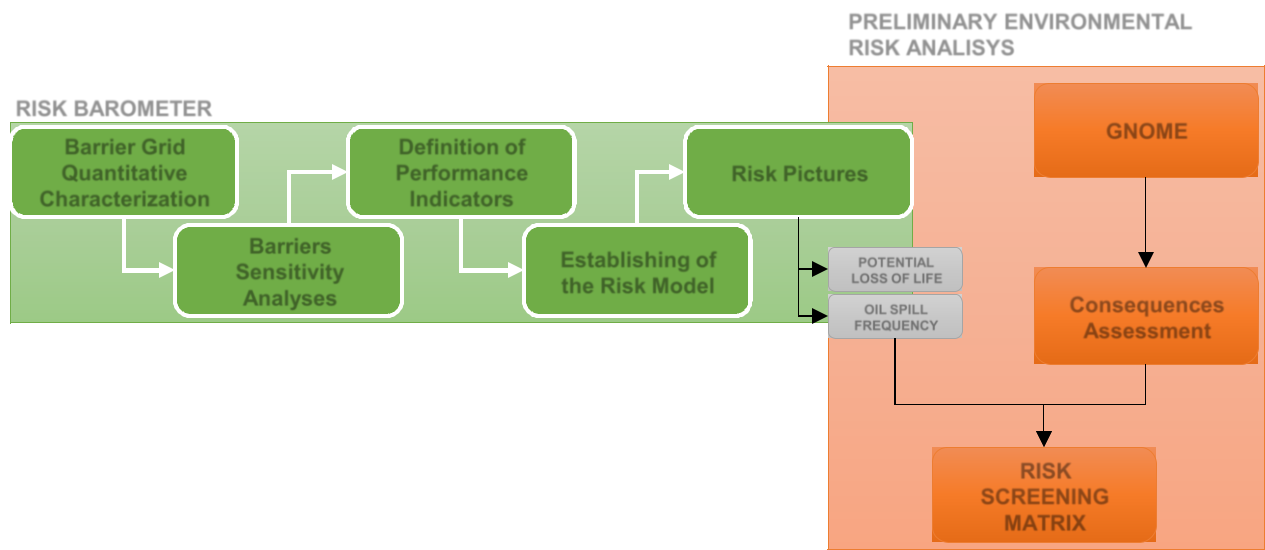 PRELIMINARY ENVIRONMENTAL
RISK ANALISYS
RISK BAROMETER
Barrier Grid
Quantitative
Characterization
Barriers
Sensitivity
Analyses
Definition of
Performance
Indicators
Establishing of
the Risk Model
Risk Pictures
POTENTIAL
LOSS OF LIFE
OIL SPILL
FREQUENCY
GNOME
Consequences
Assessment
RISK
SCREENING
MATRIX